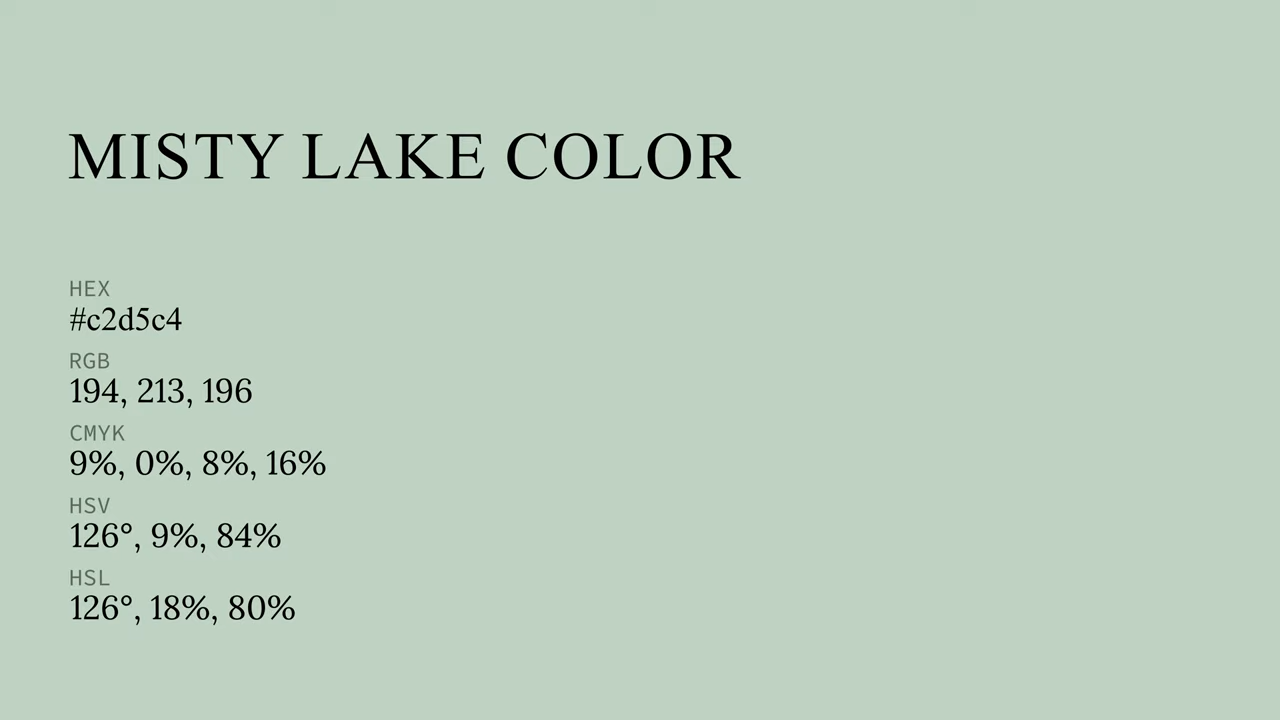 MISTY LAKE COLOR
HEX
#c2d5c4
RGB
194, 213, 196
CMYK
9%, 0%, 8%, 16%
HSV
126°, 9%, 84%
HSL
126°, 18%, 80%